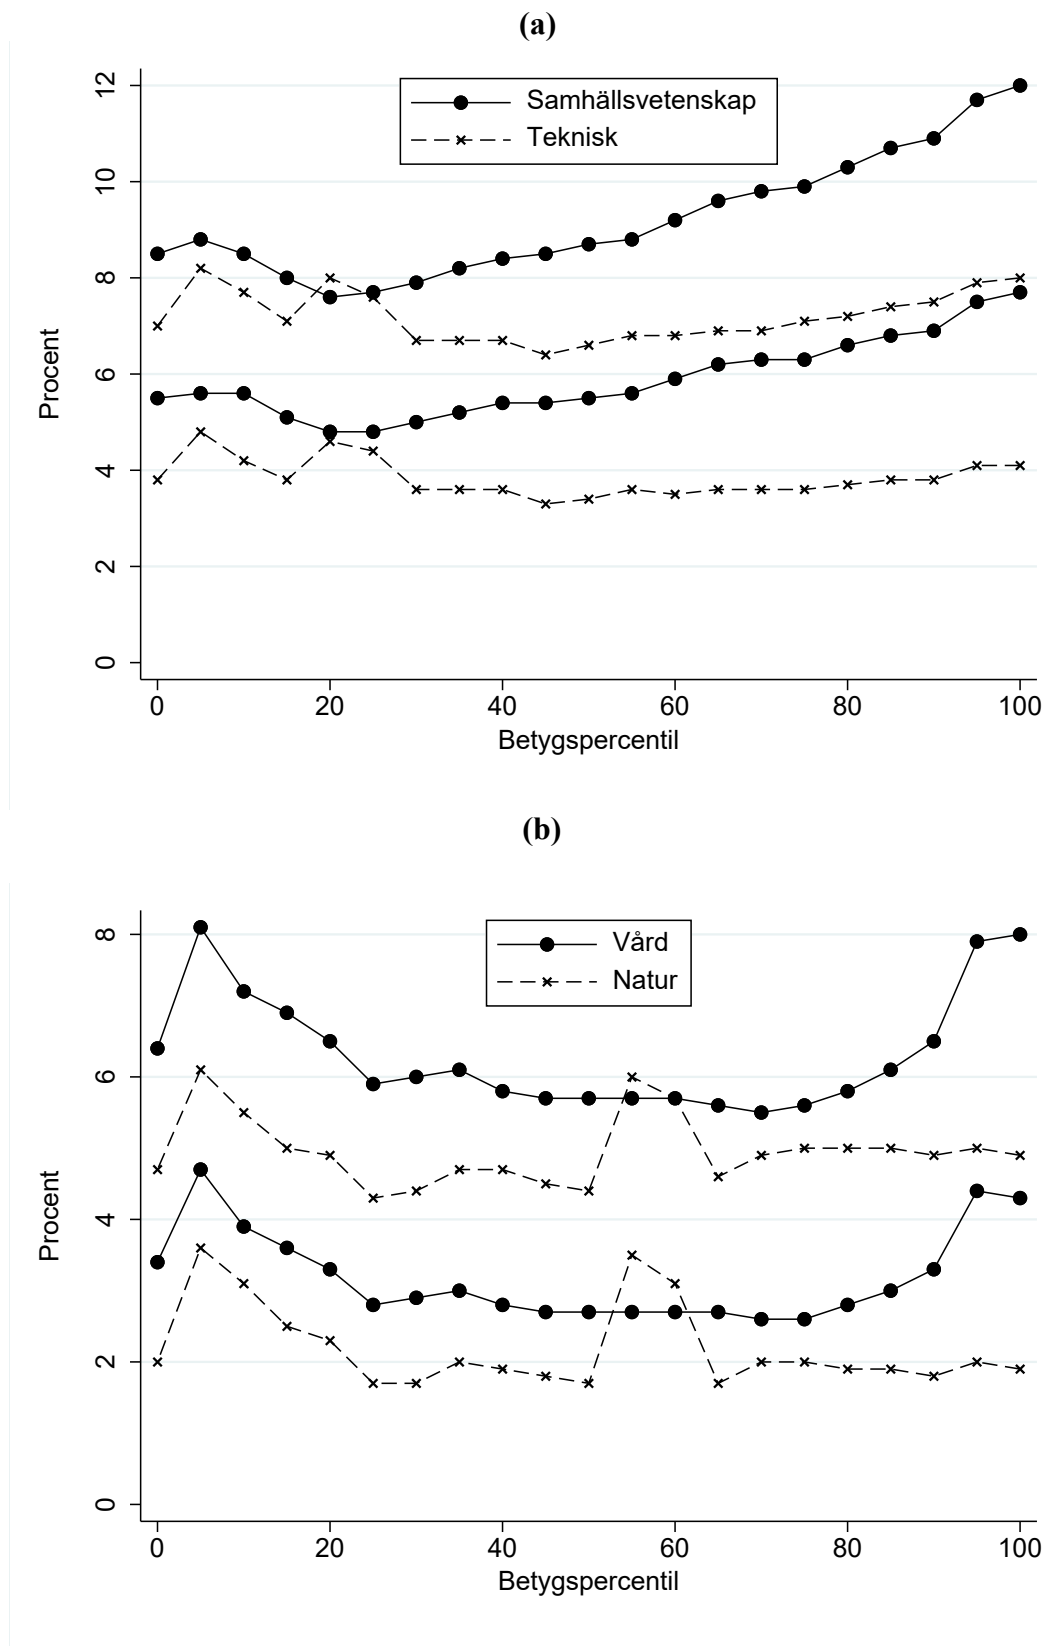 (a)
12
10
8
6
4
2
0
Procent
Samhällsvetenskap
Teknisk
0 20 40 60 80 100
Betygspercentil
(b)
8
6
4
2
0
Procent
Vård
Natur
0 20 40 60 80 100
Betygspercentil